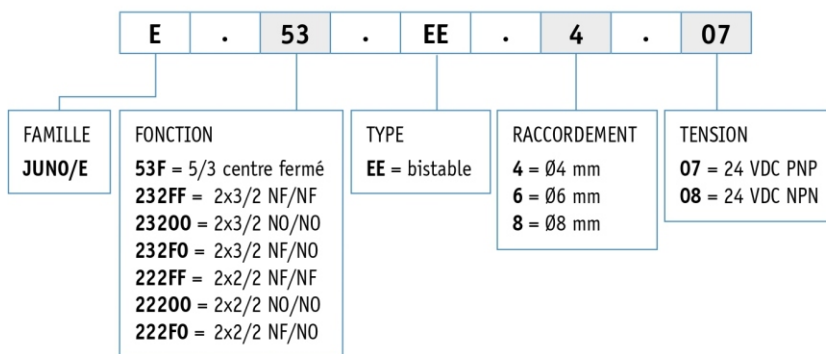 E . 53 . EE . 4 . 07
FAMILLE
JUNO/E
FONCTION
53F = 5/3 centre fermé
232FF = 2x3/2 NF/NF
232OO = 2x3/2 NO/NO
232FO = 2x3/2 NF/NO
222FF = 2x2/2 NF/NF
222OO = 2x2/2 NO/NO
222FO = 2x2/2 NF/NO
TYPE
EE = bistable
RACCORDEMENT
4 = Ø4 mm
6 = Ø6 mm
8 = Ø8 mm
TENSION
07 = 24 VDC PNP
08 = 24 VDC NPN